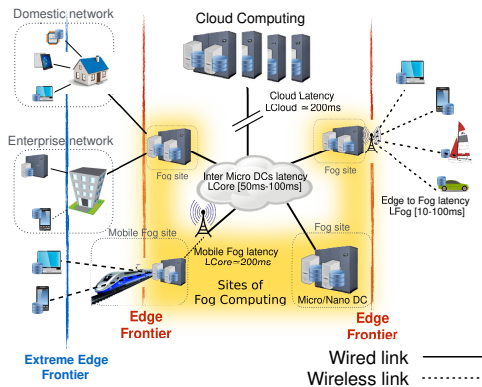 Domestic network
Cloud Computing
Cloud Latency
LCloud ≃200ms
Enterprise network
Fog site
Inter Micro DCs latency
LCore [50ms-100ms]
Fog site
Edge to Fog latency
LFog [10-100ms]
Mobile Fog site
Fog site
Mobile Fog latency
LCore≃200ms
Sites of
Fog Computing
Micro/Nano DC
Edge
Frontier
Edge
Frontier
Extreme Edge
Frontier
Wired link
Wireless link